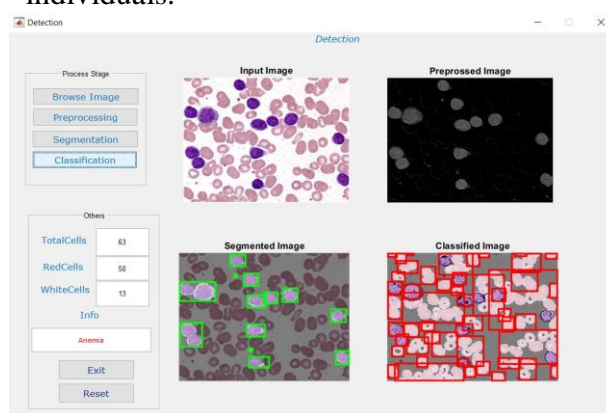 individuals.
Detection
Detection
Process Stage
Browse Image
Preprocessing
Segmentation
Classification
Input Image
Preprossed Image
Others
TotalCells 63
RedCells 50
WhiteCells 13
Info
Anemia
Exit
Reset
Segmented Image
Classified Image